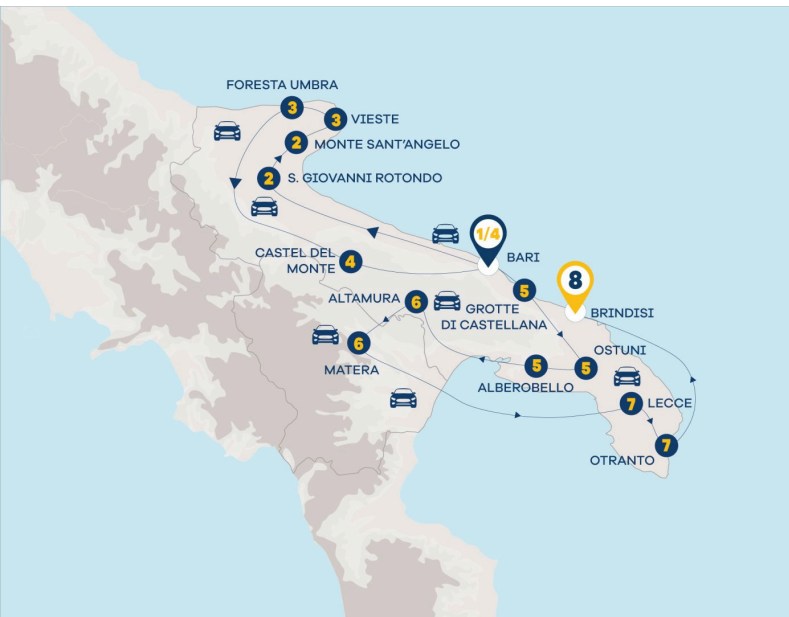 FORESTA UMBRA
3
3
VIESTE
2
MONTE SANT'ANGELO
2
S. GIOVANNI ROTONDO
1/4
BARI
CASTEL DEL
MONTE
4
8
BRINDISI
5
ALTAMURA
6
GROTTE
DI CASTELLANA
6
MATERA
OSTUNI
5
5
ALBEROBELLO
7
LECCE
7
OTRANTO